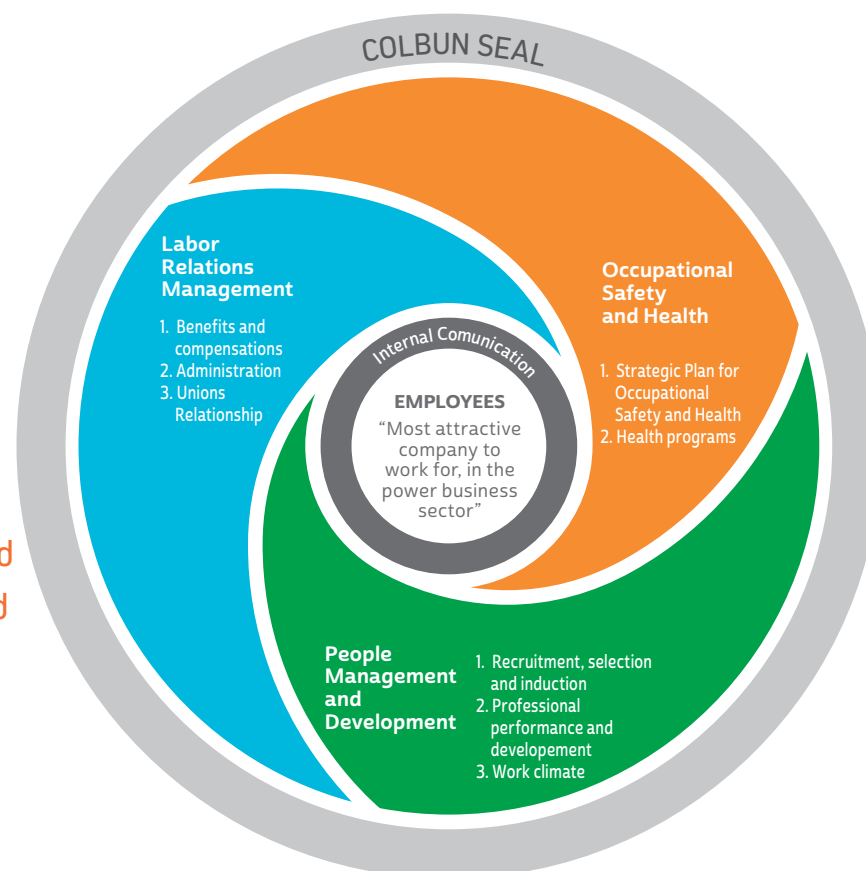 COLBUN SEAL
Labor
Relations
Management
1. Benefits and
compensations
2. Administration
3. Unions
Relationship
Occupational
Safety
and Health
1. Strategic Plan for
Occupational
Safety and Health
2. Health programs
Internal Comunication
EMPLOYEES
“Most attractive
company to
work for, in the
power business
sector”
People
Management
and
Development
1. Recruitment, selection
and induction
2. Professional
performance and
developement
3. Work climate